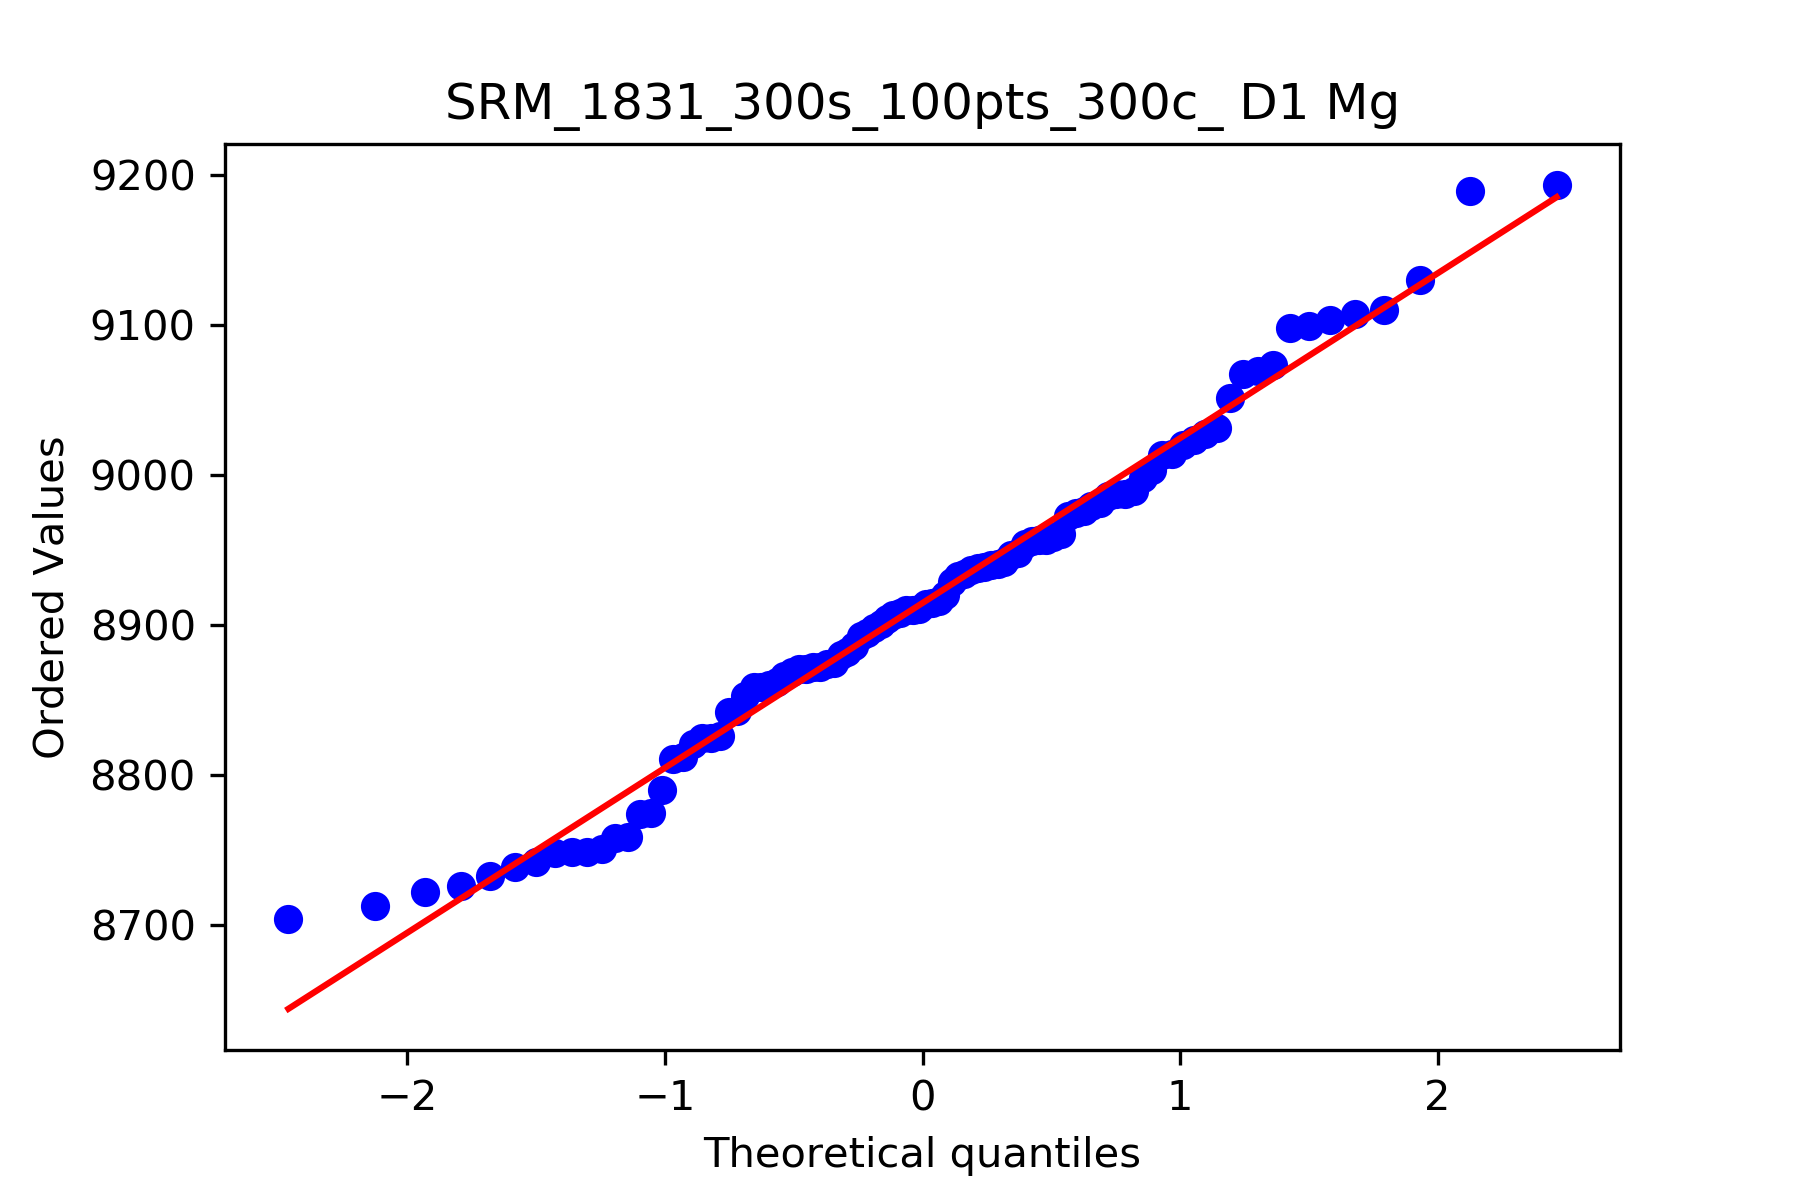 SRM_1831_300s_100pts_300c_ D1 Mg
Ordered Values
9200
9100
9000
8900
8800
8700
−2 −1 0 1 2
Theoretical quantiles